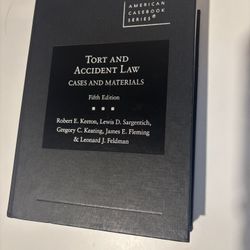 AMERICAN
CASEBOOK
SERIES®
TORT AND
ACCIDENT LAW
CASES AND MATERIALS
Fifth Edition
Robert E. Keeton, Lewis D. Sargentich,
Gregory C. Keating, James E. Fleming
& Leonard J. Feldman